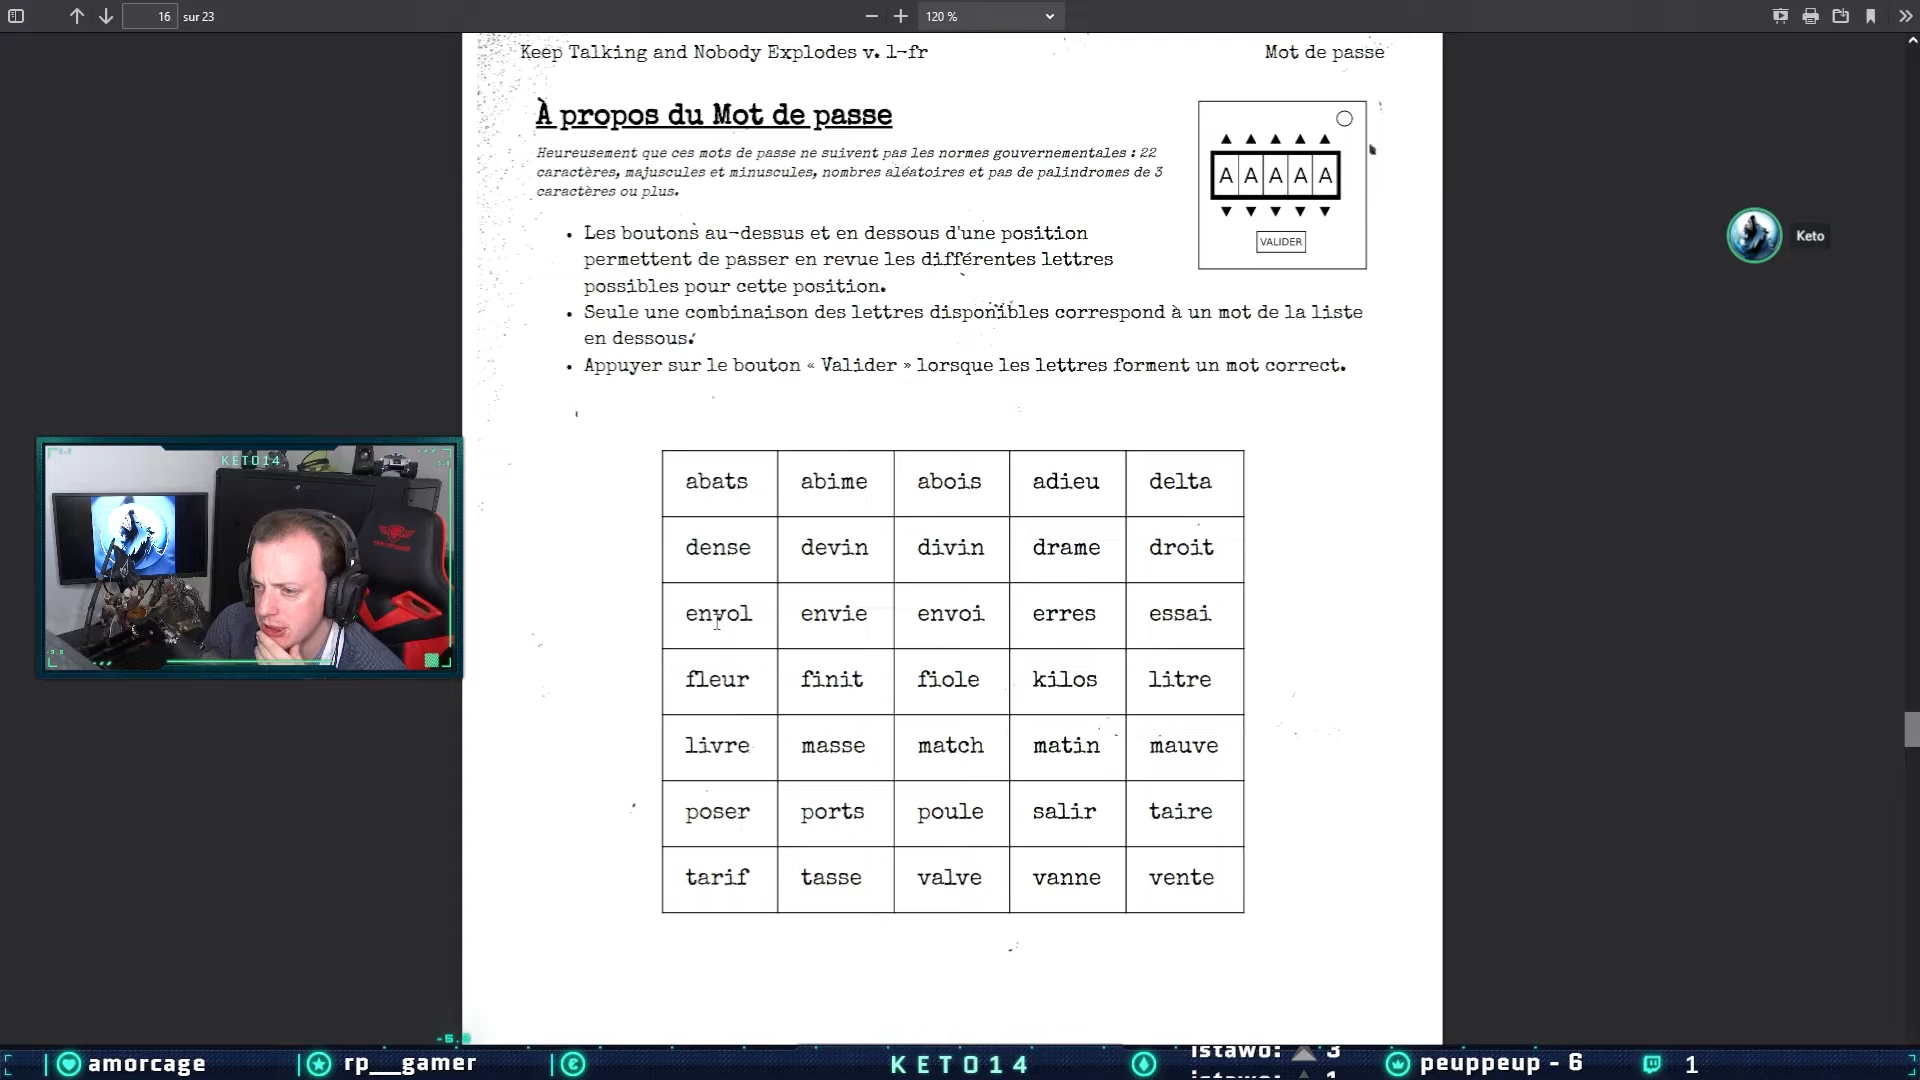 16 sur 23
120 %
Keep Talking and Nobody Explodes v. 1-fr
Mot de passe
À propos du Mot de passe
Heureusement que ces mots de passe ne suivent pas les normes gouvernementales : 22
caractères, majuscules et minuscules, nombres aléatoires et pas de palindromes de 3
caractères ou plus.
A A A A A
VALIDER
• Les boutons au-dessus et en dessous d'une position
permettent de passer en revue les différentes lettres
possibles pour cette position.
• Seule une combinaison des lettres disponibles correspond à un mot de la liste
en dessous.
• Appuyer sur le bouton « Valider » lorsque les lettres forment un mot correct.
Keto
KETO14
abats abime abois adieu delta
dense devin divin drame droit
envol envie envoi erres essai
fleur finit fiole kilos litre
livre masse match matin mauve
poser ports poule salir taire
tarif tasse valve vanne vente
amorcage
rp__gamer
KETO14
istawo: 3
peuppeup - 6
1